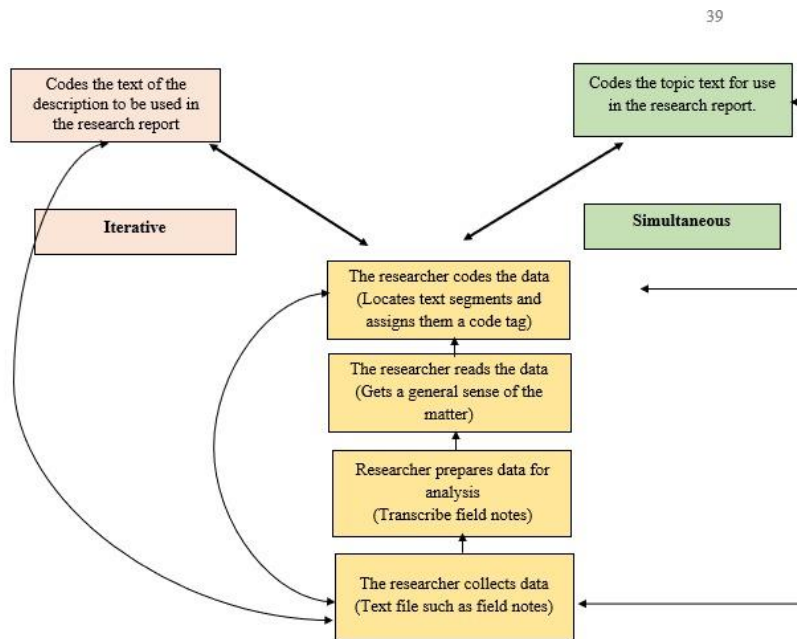 39
Codes the text of the
description to be used in
the research report
Codes the topic text for use
in the research report.
Iterative
Simultaneous
The researcher codes the data
(Locates text segments and
assigns them a code tag)
The researcher reads the data
(Gets a general sense of the
matter)
Researcher prepares data for
analysis
(Transcribe field notes)
The researcher collects data
(Text file such as field notes)